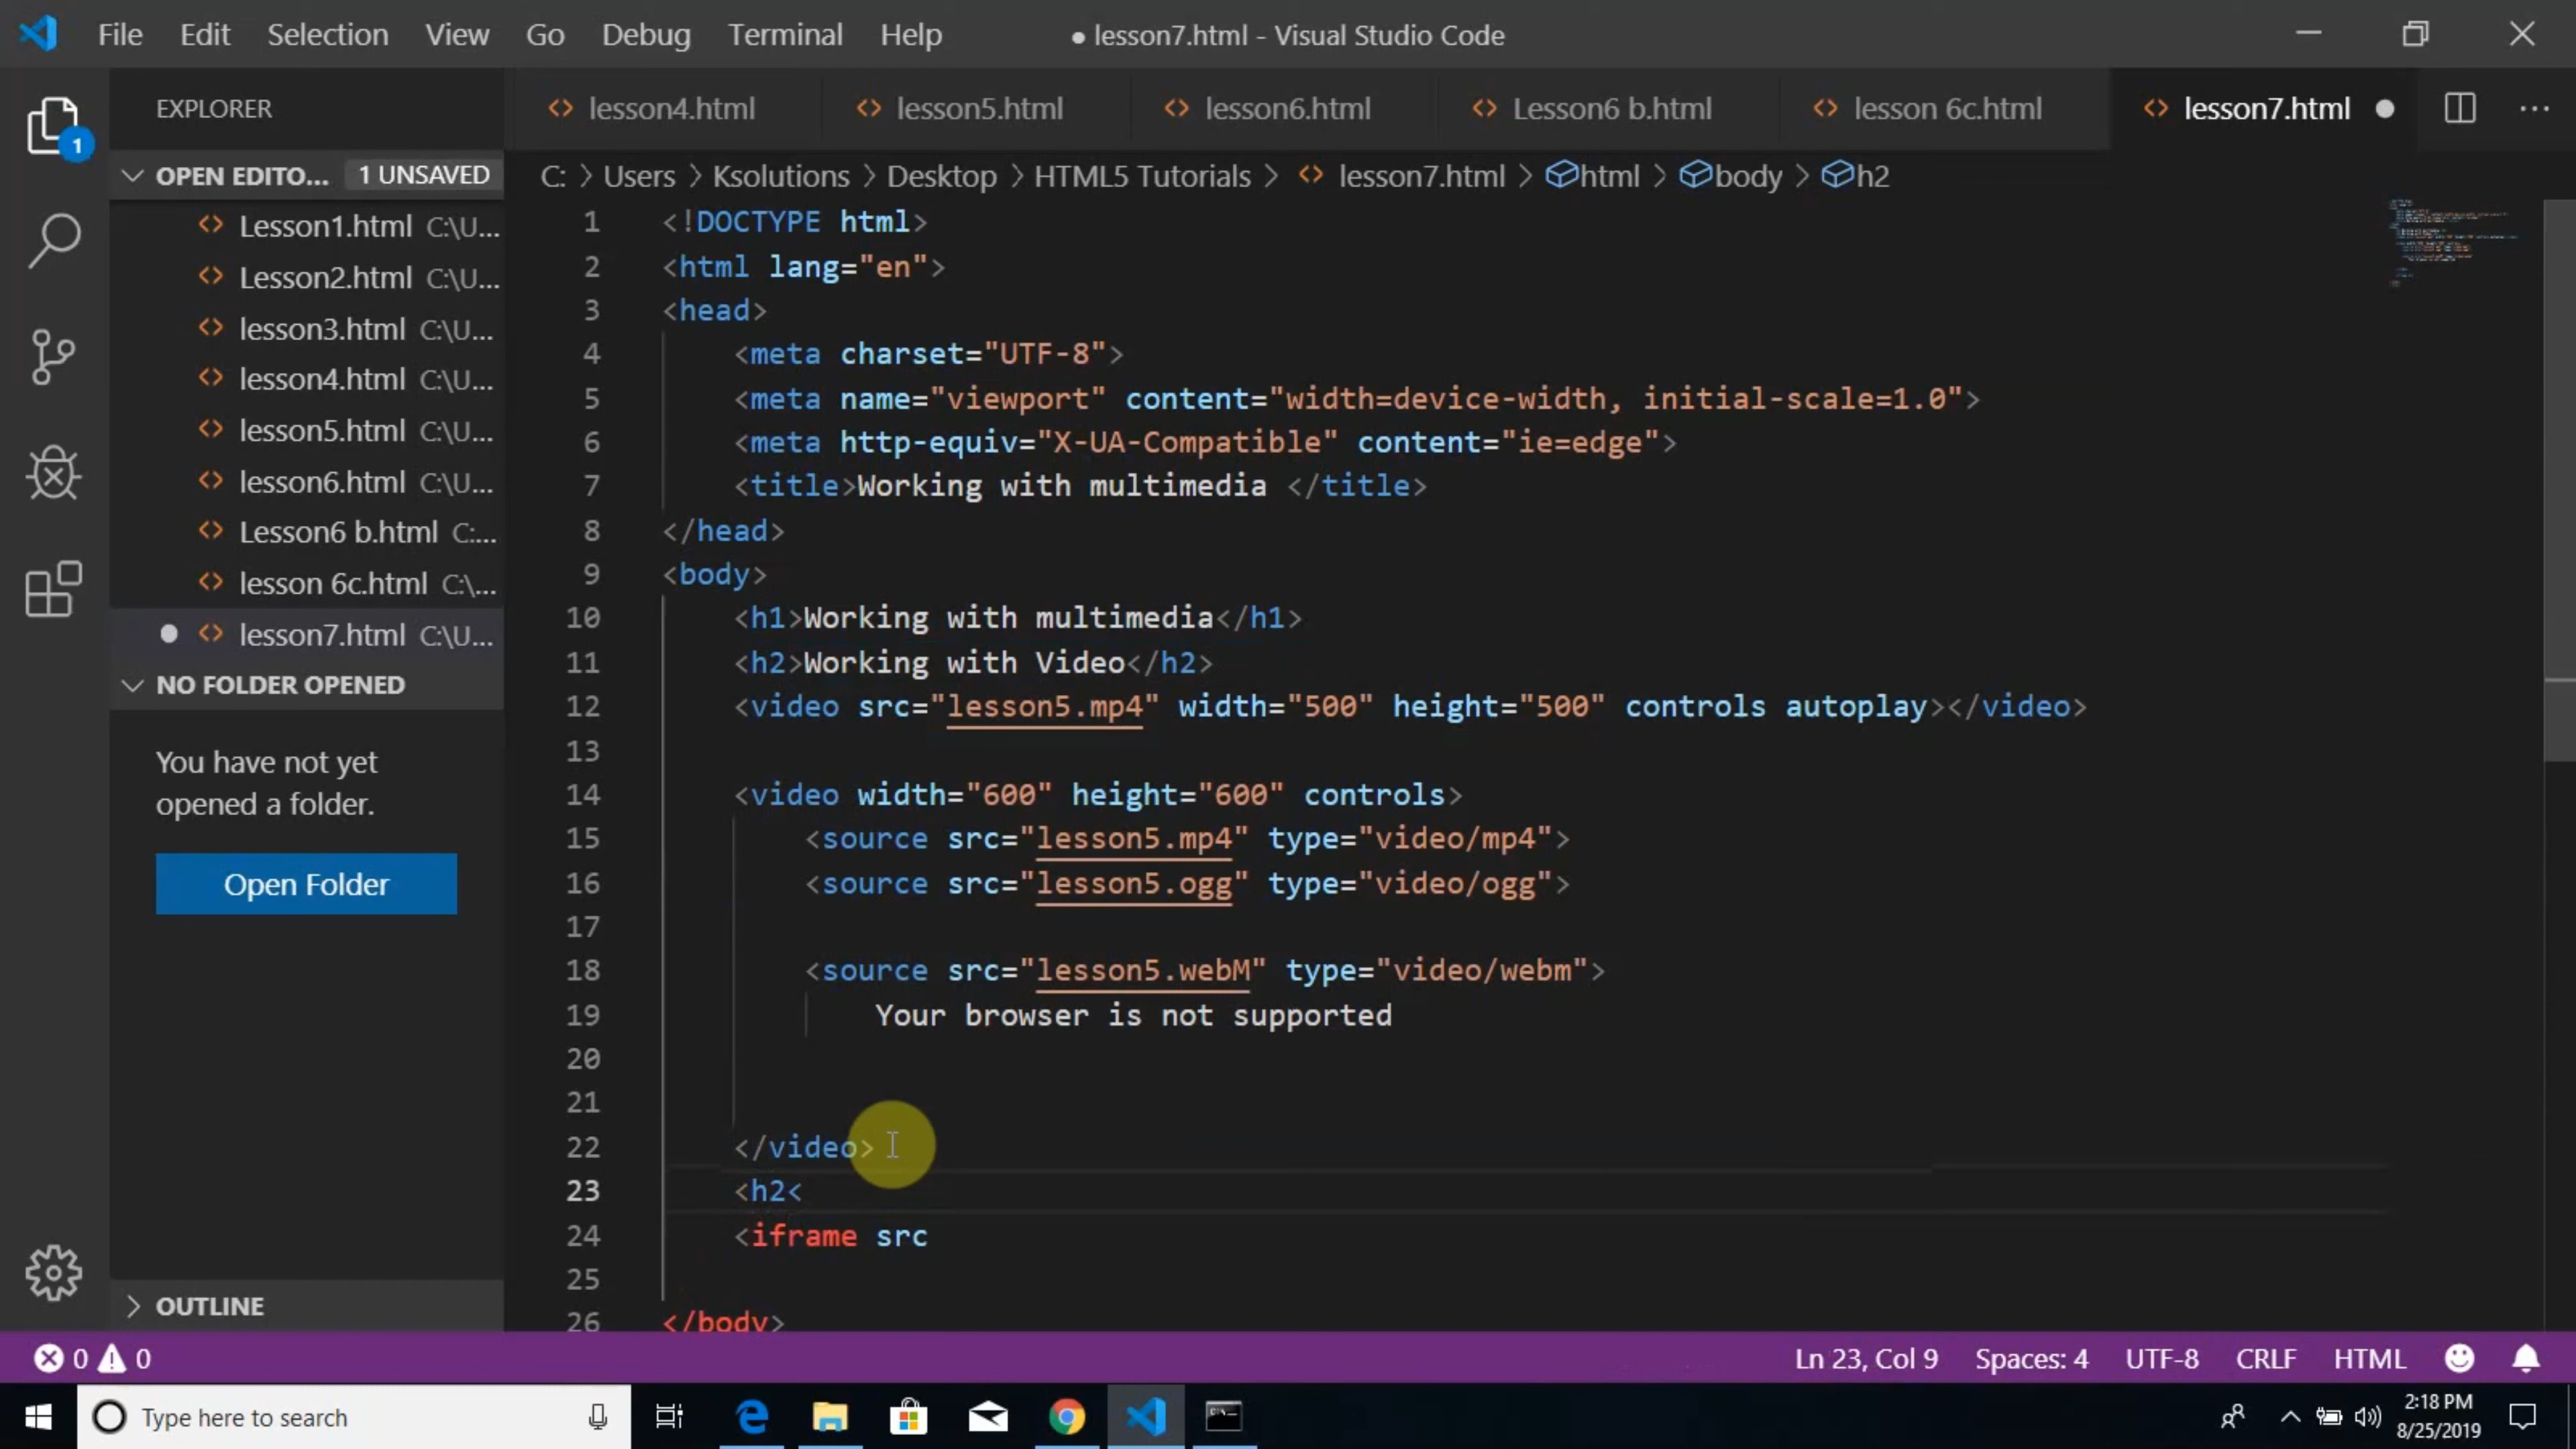 File Edit Selection View Go Debug Terminal Help ● lesson7.html - Visual Studio Code
EXPLORER
lesson4.html lesson5.html lesson6.html Lesson6 b.html lesson 6c.html lesson7.html
OPEN EDITO... 1 UNSAVED
C: > Users > Ksolutions > Desktop > HTML5 Tutorials > lesson7.html > html > body > h2
1
Lesson1.html C:\U...
Lesson2.html C:\U...
lesson3.html C:\U...
lesson4.html C:\U...
lesson5.html C:\U...
lesson6.html C:\U...
Lesson6 b.html C:...
lesson 6c.html C:\...
lesson7.html C:\U...
NO FOLDER OPENED
You have not yet
opened a folder.
Open Folder
OUTLINE
1 <!DOCTYPE html>
2 <html lang="en">
3 <head>
4 <meta charset="UTF-8">
5 <meta name="viewport" content="width=device-width, initial-scale=1.0">
6 <meta http-equiv="X-UA-Compatible" content="ie=edge">
7 <title>Working with multimedia </title>
8 </head>
9 <body>
10 <h1>Working with multimedia</h1>
11 <h2>Working with Video</h2>
12 <video src="lesson5.mp4" width="500" height="500" controls autoplay></video>
13
14 <video width="600" height="600" controls>
15 <source src="lesson5.mp4" type="video/mp4">
16 <source src="lesson5.ogg" type="video/ogg">
17
18 <source src="lesson5.webM" type="video/webm">
19 Your browser is not supported
20
21
22 </video>
23 <h2<
24 <iframe src
25
26 </body>
0 0 Ln 23, Col 9 Spaces: 4 UTF-8 CRLF HTML
Type here to search
2:18 PM
8/25/2019